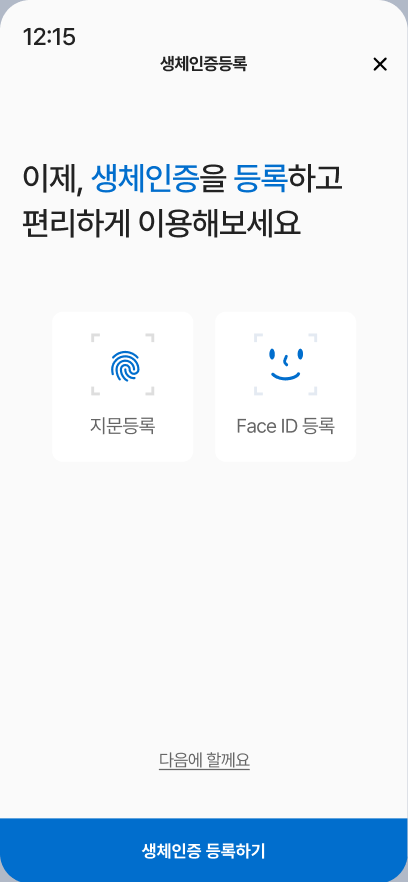 12:15
생체인증등록
이제, 생체인증을 등록하고
편리하게 이용해보세요
지문등록
Face ID 등록
다음에 할께요
생체인증 등록하기